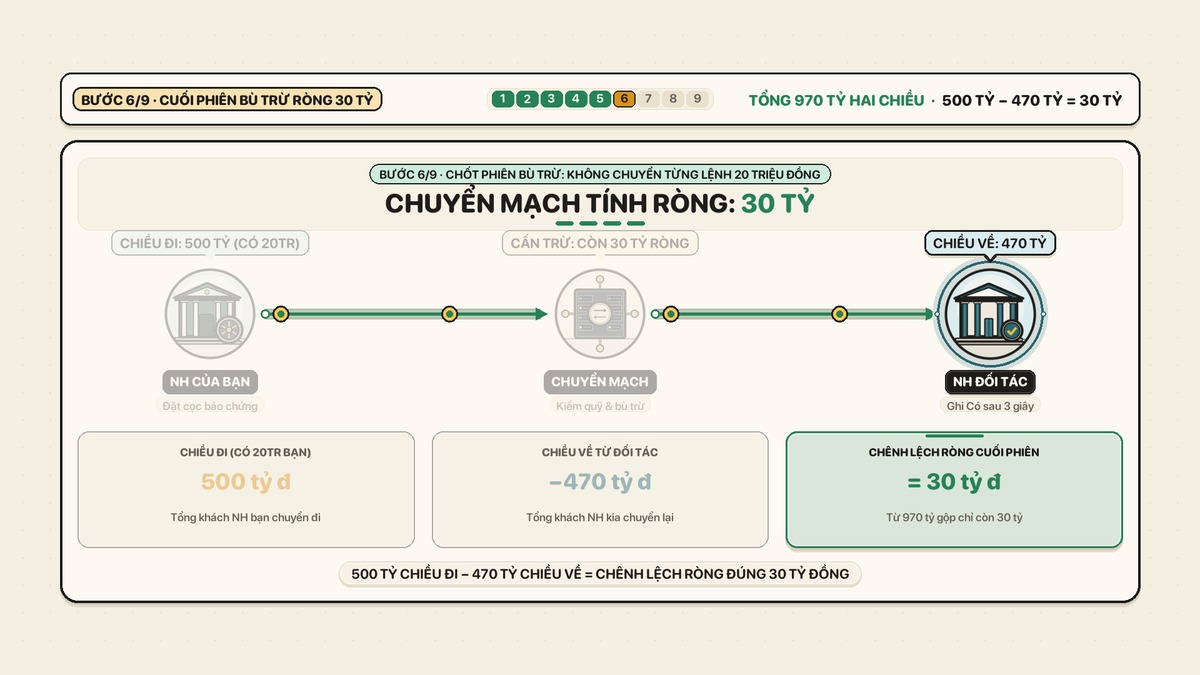 BƯỚC 6/9 · CUỐI PHIÊN BÙ TRỪ RÒNG 30 TỶ
1 2 3 4 5 6 7 8 9
TỔNG 970 TỶ HAI CHIỀU · 500 TỶ – 470 TỶ = 30 TỶ
BƯỚC 6/9 · CHỐT PHIÊN BÙ TRỪ: KHÔNG CHUYỂN TỪNG LỆNH 20 TRIỆU ĐỒNG
CHUYỂN MẠCH TÍNH RÒNG: 30 TỶ
CHIỀU ĐI: 500 TỶ (CÓ 20TR)
CẤN TRỪ: CÒN 30 TỶ RÒNG
CHIỀU VỀ: 470 TỶ
NH CỦA BẠN
CHUYỂN MẠCH
NH ĐỐI TÁC
Đặt cọc bảo chứng
Kiểm quỹ & bù trừ
Ghi Có sau 3 giây
CHIỀU ĐI (CÓ 20TR BẠN)
500 tỷ đ
Tổng khách NH bạn chuyển đi
CHIỀU VỀ TỪ ĐỐI TÁC
–470 tỷ đ
Tổng khách NH kia chuyển lại
CHÊNH LỆCH RÒNG CUỐI PHIÊN
= 30 tỷ đ
Từ 970 tỷ gộp chỉ còn 30 tỷ
500 TỶ CHIỀU ĐI – 470 TỶ CHIỀU VỀ = CHÊNH LỆCH RÒNG ĐÚNG 30 TỶ ĐỒNG